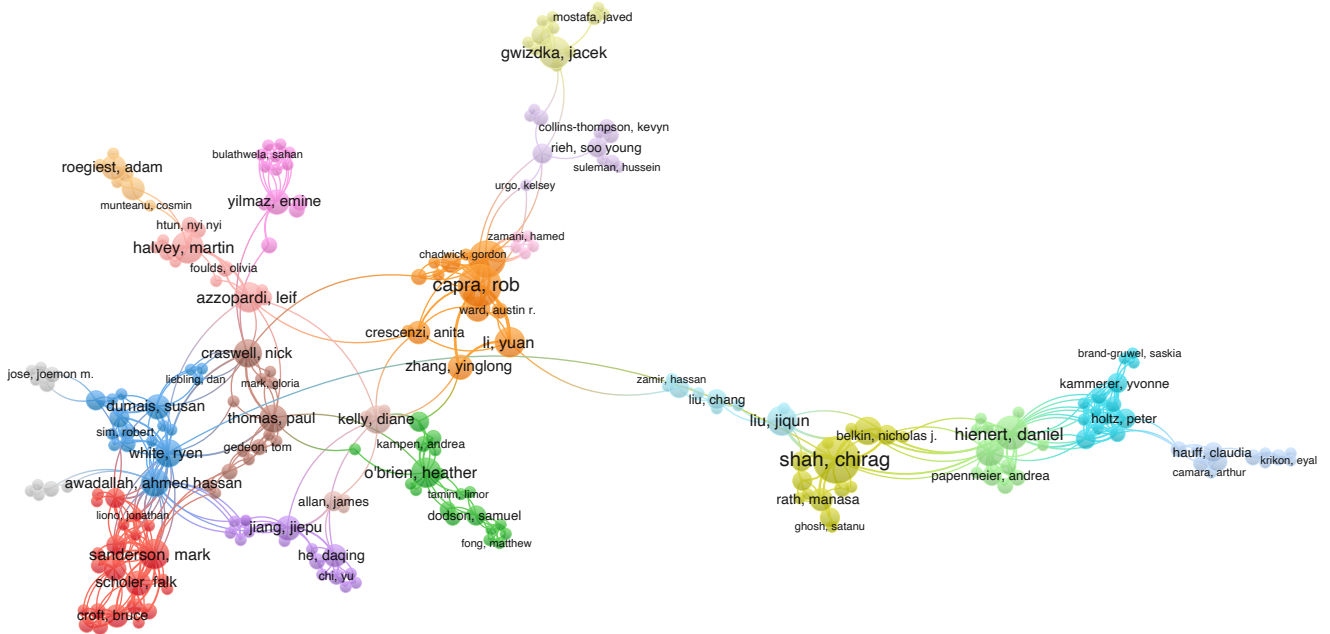 mostafa, javed
gwizdka, jacek
collins-thompson, kevyn
rieh, soo young
suleman, hussein
urgo, kelsey
bulathwela, sahan
roegiest, adam
yilmaz, emine
munteanu, cosmin
htun, nyi nyi
halvey, martin
foulds, olivia
azzopardi, leif
zamani, hamed
chadwick, gordon
capra, rob
ward, austin r.
crescenzi, anita
li, yuan
zhang, yinglong
craswell, nick
jose, joemon m.
liebling, dan
mark, gloria
dumais, susan
thomas, paul
kelly, diane
sim, robert
gedeon, tom
white, ryen
kampen, andrea
o'brien, heather
awadallah, ahmed hassan
allan, james
tamim, limor
liono, jonathan
dodson, samuel
jiang, jiepu
fong, matthew
sanderson, mark
he, daqing
scholer, falk
chi, yu
croft, bruce
zamir, hassan
liu, chang
liu, jiqun
belkin, nicholas j.
shah, chirag
rath, manasa
ghosh, satanu
brand-gruwel, saskia
kammerer, yvonne
holtz, peter
hienert, daniel
papenmeier, andrea
hauff, claudia
camara, arthur
krikon, eyal